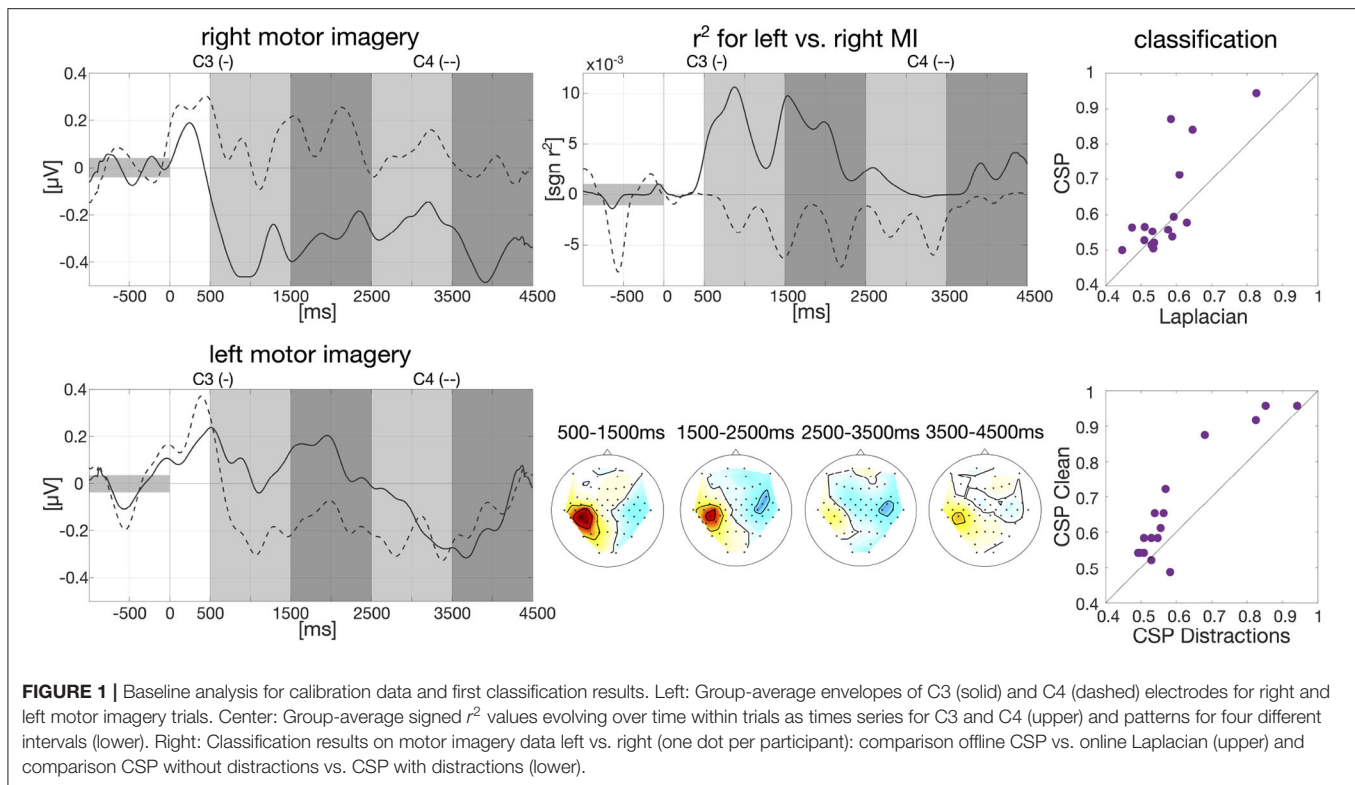 right motor imagery
C3 (-)
C4 (--)
0.4
0.2
0
-0.2
-0.4
[µV]
-500
0
500
1500
2500
3500
4500
[ms]
r² for left vs. right MI
×10⁻³
C3 (-)
C4 (--)
10
5
0
-5
[sgn r²]
-500
0
500
1500
2500
3500
4500
[ms]
classification
1
0.9
0.8
0.7
0.6
0.5
0.4
CSP
0.4
0.5
0.6
0.7
0.8
0.9
1
Laplacian
left motor imagery
C3 (-)
C4 (--)
0.4
0.2
0
-0.2
-0.4
[µV]
-500
0
500
1500
2500
3500
4500
[ms]
500-1500ms
1500-2500ms
2500-3500ms
3500-4500ms
1
0.9
0.8
0.7
0.6
0.5
0.4
CSP Clean
0.4
0.5
0.6
0.7
0.8
0.9
1
CSP Distractions
FIGURE 1 | Baseline analysis for calibration data and first classification results. Left: Group-average envelopes of C3 (solid) and C4 (dashed) electrodes for right and
left motor imagery trials. Center: Group-average signed r² values evolving over time within trials as times series for C3 and C4 (upper) and patterns for four different
intervals (lower). Right: Classification results on motor imagery data left vs. right (one dot per participant): comparison offline CSP vs. online Laplacian (upper) and
comparison CSP without distractions vs. CSP with distractions (lower).